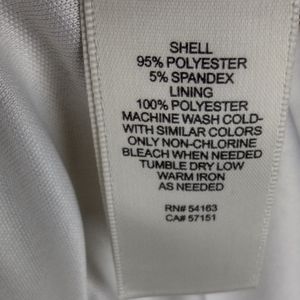 SHELL
95% POLYESTER
5% SPANDEX
LINING
100% POLYESTER
MACHINE WASH COLD-
WITH SIMILAR COLORS
ONLY NON-CHLORINE
BLEACH WHEN NEEDED
TUMBLE DRY LOW
WARM IRON
AS NEEDED
RN# 54163
CA# 57151